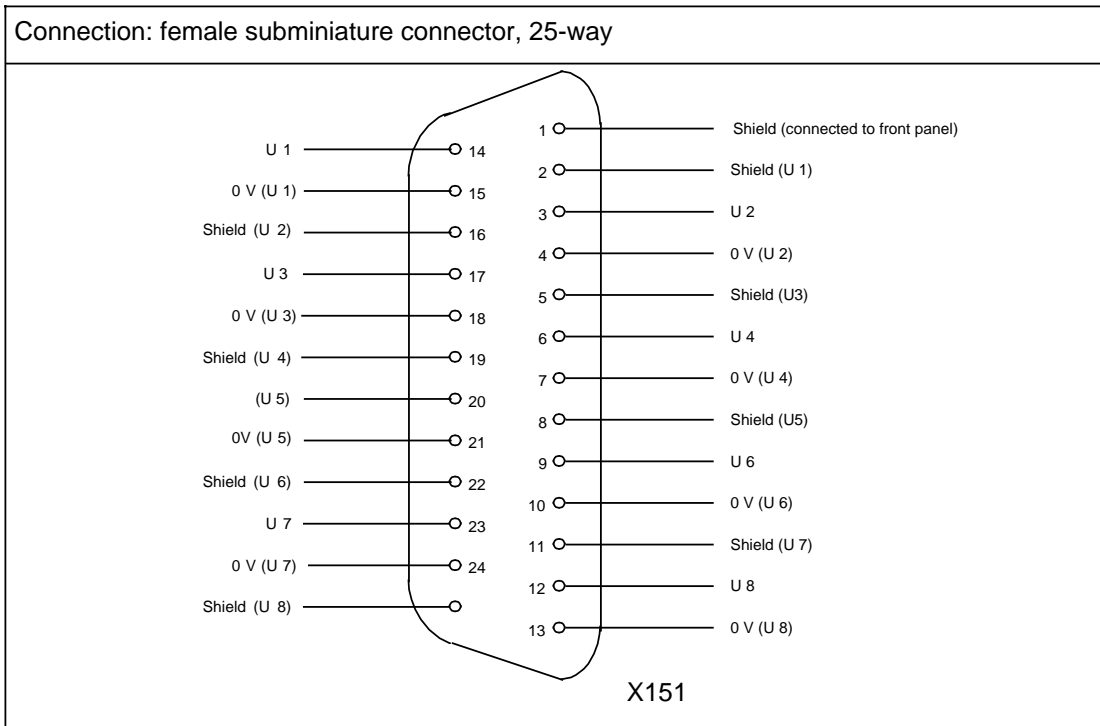 Connection: female subminiature connector, 25-way
1 Shield (connected to front panel)
U 1 14
2 Shield (U 1)
0 V (U 1) 15
3 U 2
Shield (U 2) 16
4 0 V (U 2)
U 3 17
5 Shield (U3)
0 V (U 3) 18
6 U 4
Shield (U 4) 19
7 0 V (U 4)
(U 5) 20
8 Shield (U5)
0V (U 5) 21
9 U 6
Shield (U 6) 22
10 0 V (U 6)
U 7 23
11 Shield (U 7)
0 V (U 7) 24
12 U 8
Shield (U 8)
13 0 V (U 8)
X151